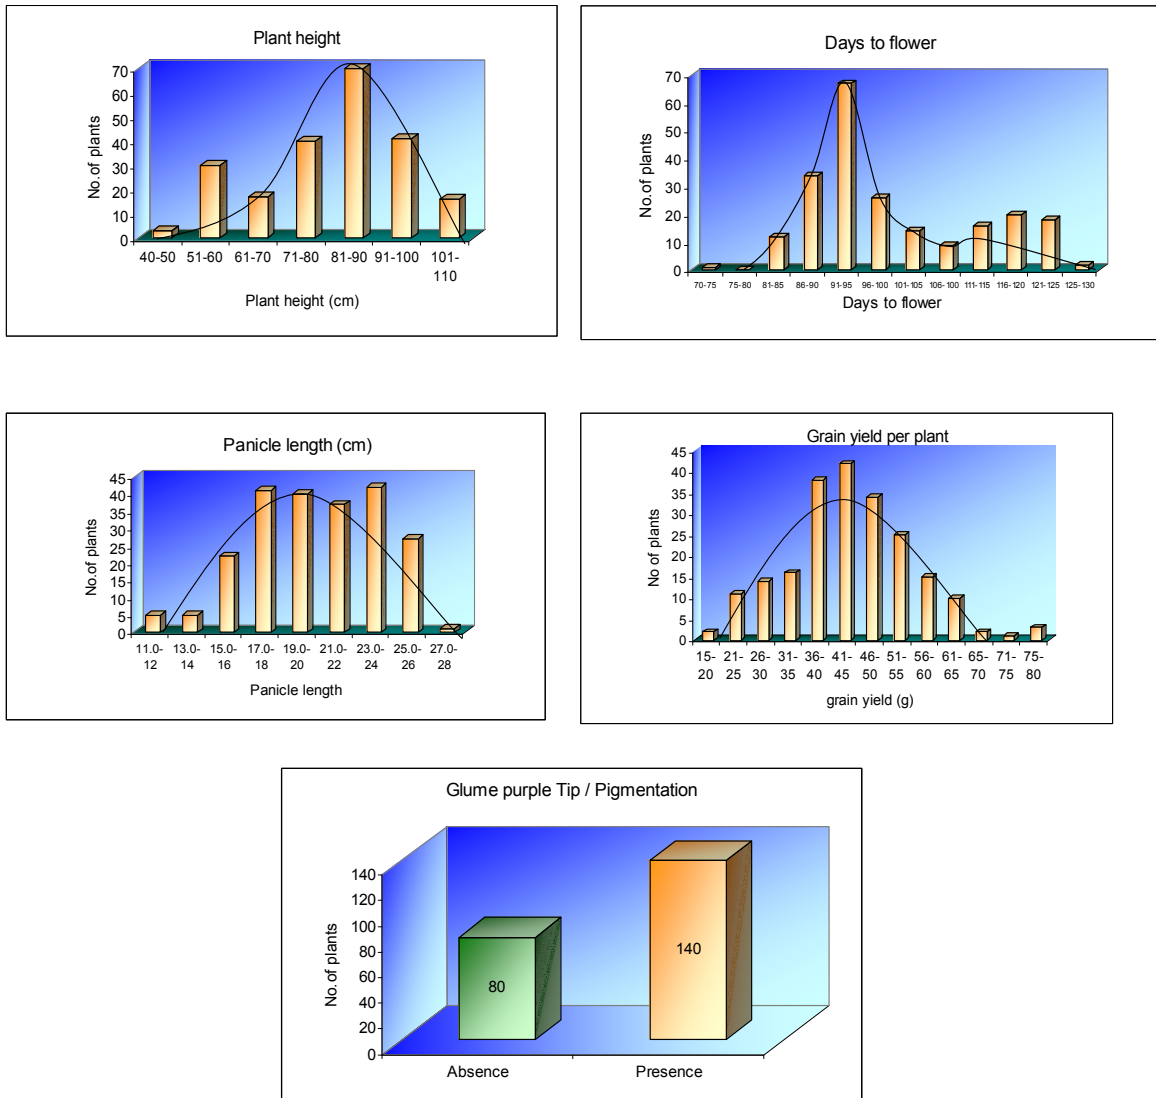 Plant height
No.of plants
70
60
50
40
30
20
10
0
40-50 51-60 61-70 71-80 81-90 91-100 101-
110
Plant height (cm)
Days to flower
No.of plants
70
60
50
40
30
20
10
0
70-75 75-80 81-85 86-90 91-95 96-100 101-105 106-100 111-115 116-120 121-125 125-130
Days to flower
Panicle length (cm)
No.of plants
45
40
35
30
25
20
15
10
5
0
11.0- 13.0- 15.0- 17.0- 19.0- 21.0- 23.0- 25.0- 27.0-
12 14 16 18 20 22 24 26 28
Panicle length
Grain yield per plant
No of plants
45
40
35
30
25
20
15
10
5
0
15- 21- 26- 31- 36- 41- 46- 51- 56- 61- 65- 71- 75-
20 25 30 35 40 45 50 55 60 65 70 75 80
grain yield (g)
Glume purple Tip / Pigmentation
No.of plants
140
120
100
80
60
40
20
0
80
140
Absence Presence